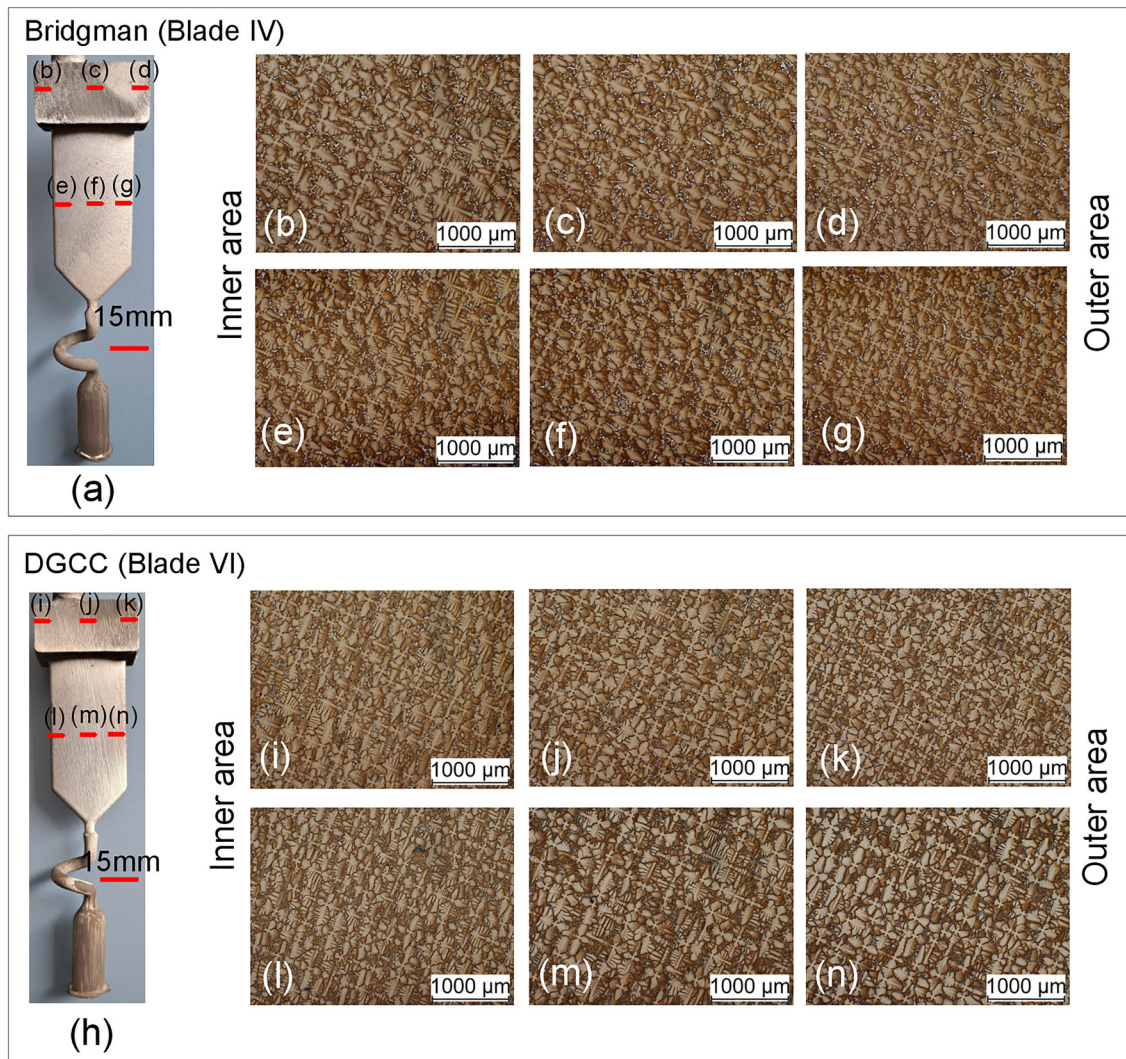 Bridgman (Blade IV)
(b) (c) (d)
(e) (f) (g)
15mm
(a)
Inner area
(b) 1000 µm
(c) 1000 µm
(d) 1000 µm
(e) 1000 µm
(f) 1000 µm
(g) 1000 µm
Outer area
DGCC (Blade VI)
(i) (j) (k)
(l) (m) (n)
15mm
(h)
Inner area
(i) 1000 µm
(j) 1000 µm
(k) 1000 µm
(l) 1000 µm
(m) 1000 µm
(n) 1000 µm
Outer area